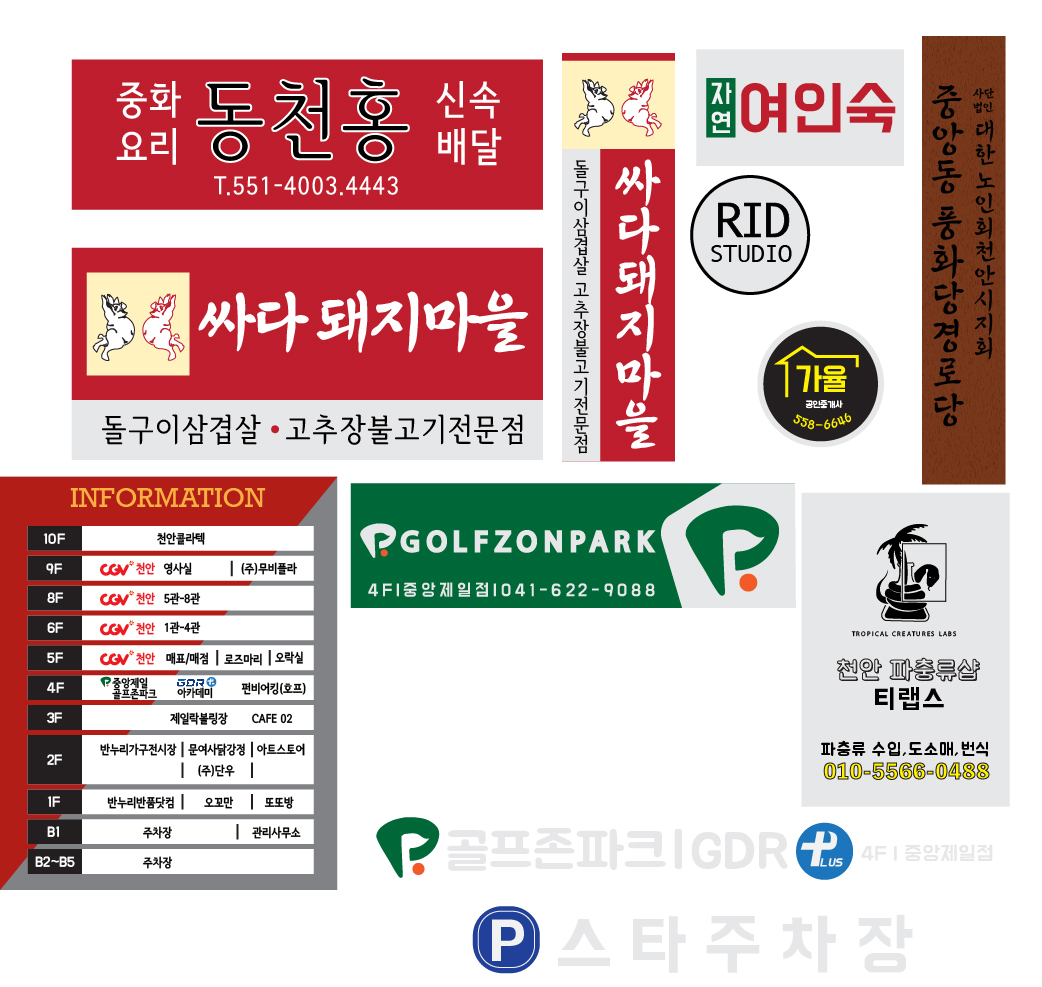 중화
요리
동천홍
신속
배달
T.551-4003.4443
싸다 돼지마을
돌구이삼겹살 • 고추장불고기전문점
돌구이삼겹살 고추장불고기전문점
싸다돼지마을
자연
여인숙
RID
STUDIO
가율
공인중개사
558-6646
사단법인 대한노인회천안시지회
중앙동 풍화당경로당
INFORMATION
10F 천안콜라텍
9F CGV 천안 영사실 | (주)무비플라
8F CGV 천안 5관-8관
6F CGV 천안 1관-4관
5F CGV 천안 매표/매점 | 로즈마리 | 오락실
4F 중앙제일 골프존파크 GDR 아카데미 펀비어킹(호프)
3F 제일락볼링장 CAFE 02
2F 반누리가구전시장 | 문여사닭강정 | 아트스토어
| (주)단우 |
1F 반누리반품닷컴 | 오꼬만 | 또또방
B1 주차장 | 관리사무소
B2~B5 주차장
GOLFZONPARK
4F|중앙제일점|041-622-9088
TROPICAL CREATURES LABS
천안 파충류샵
티랩스
파충류 수입,도소매,번식
010-5566-0488
골프존파크|GDR PLUS 4F | 중앙제일점
P 스타주차장